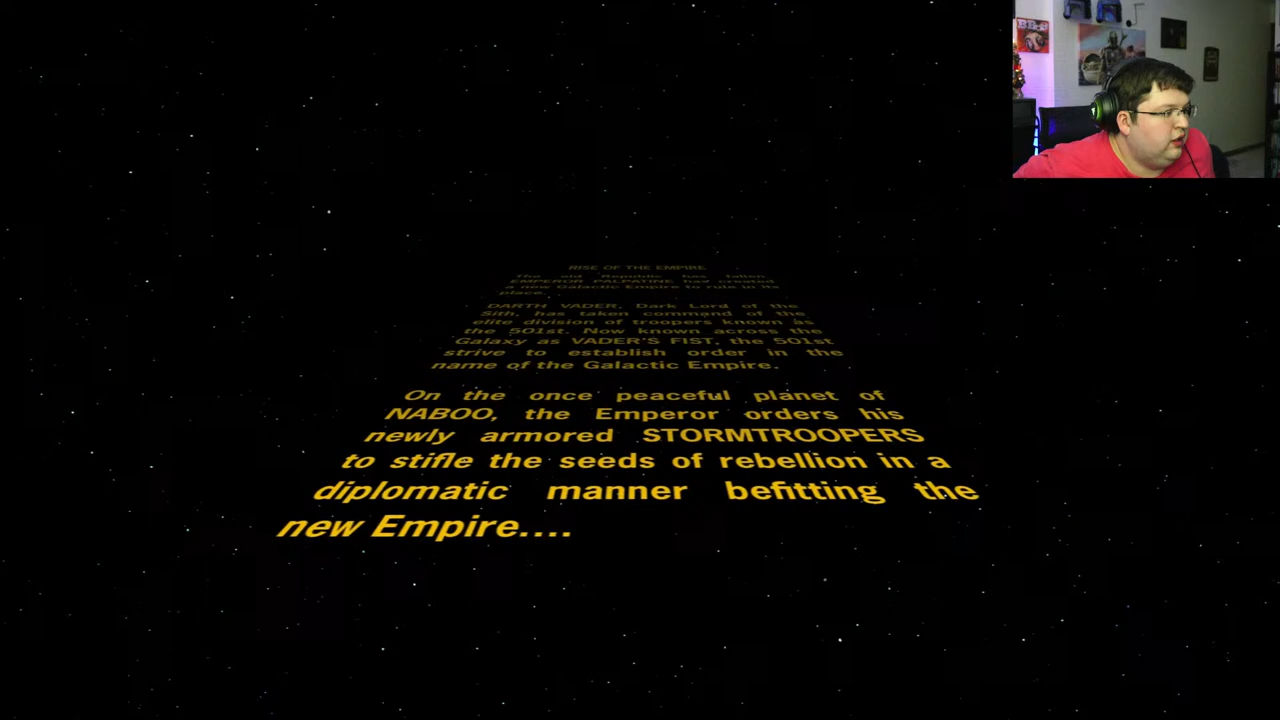 RISE OF THE EMPIRE
The old Republic has fallen.
EMPEROR PALPATINE has created
a new Galactic Empire to rule in its
place.
DARTH VADER, Dark Lord of the
Sith, has taken command of the
elite division of troopers known as
the 501st. Now known across the
Galaxy as VADER'S FIST, the 501st
strive to establish order in the
name of the Galactic Empire.
On the once peaceful planet of
NABOO, the Emperor orders his
newly armored STORMTROOPERS
to stifle the seeds of rebellion in a
diplomatic manner befitting the
new Empire....